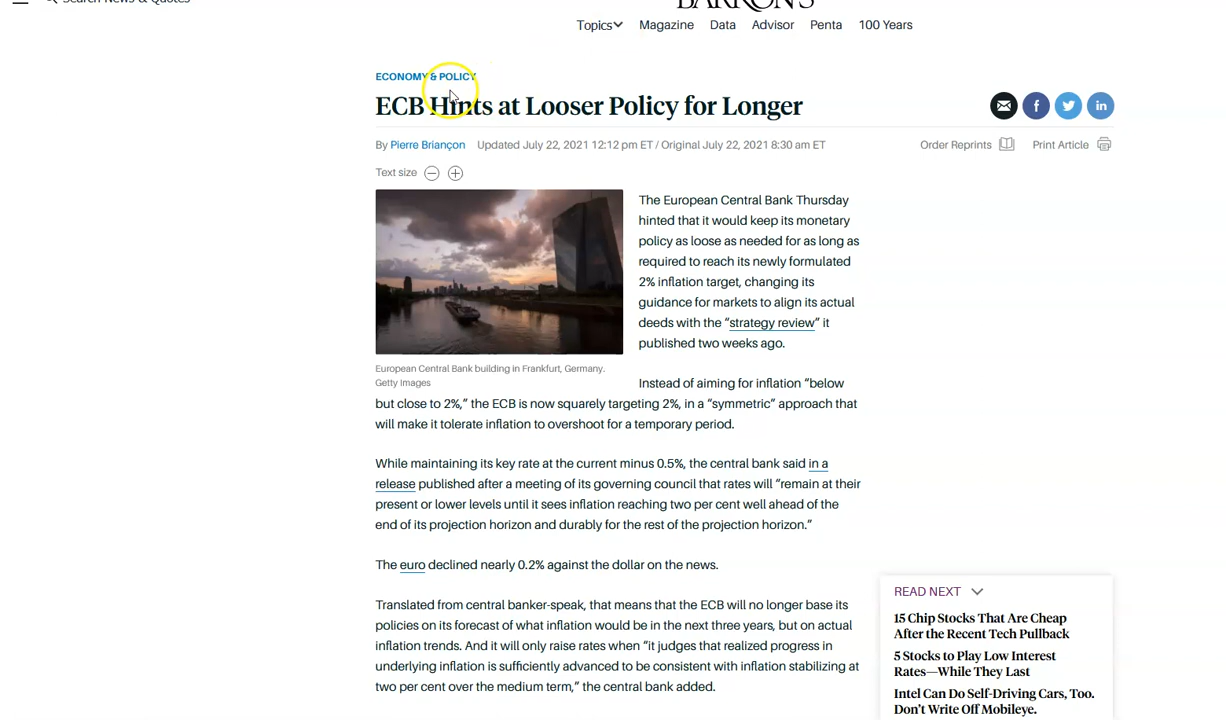 Search News & Quotes
BARRON'S
Topics
Magazine
Data
Advisor
Penta
100 Years
ECONOMY & POLICY
ECB Hints at Looser Policy for Longer
By Pierre Briançon Updated July 22, 2021 12:12 pm ET / Original July 22, 2021 8:30 am ET
Order Reprints
Print Article
Text size
The European Central Bank Thursday
hinted that it would keep its monetary
policy as loose as needed for as long as
required to reach its newly formulated
2% inflation target, changing its
guidance for markets to align its actual
deeds with the “strategy review” it
published two weeks ago.
European Central Bank building in Frankfurt, Germany.
Getty Images
Instead of aiming for inflation “below
but close to 2%,” the ECB is now squarely targeting 2%, in a “symmetric” approach that
will make it tolerate inflation to overshoot for a temporary period.
While maintaining its key rate at the current minus 0.5%, the central bank said in a
release published after a meeting of its governing council that rates will “remain at their
present or lower levels until it sees inflation reaching two per cent well ahead of the
end of its projection horizon and durably for the rest of the projection horizon.”
The euro declined nearly 0.2% against the dollar on the news.
Translated from central banker-speak, that means that the ECB will no longer base its
policies on its forecast of what inflation would be in the next three years, but on actual
inflation trends. And it will only raise rates when “it judges that realized progress in
underlying inflation is sufficiently advanced to be consistent with inflation stabilizing at
two per cent over the medium term,” the central bank added.
READ NEXT
15 Chip Stocks That Are Cheap
After the Recent Tech Pullback
5 Stocks to Play Low Interest
Rates—While They Last
Intel Can Do Self-Driving Cars, Too.
Don’t Write Off Mobileye.